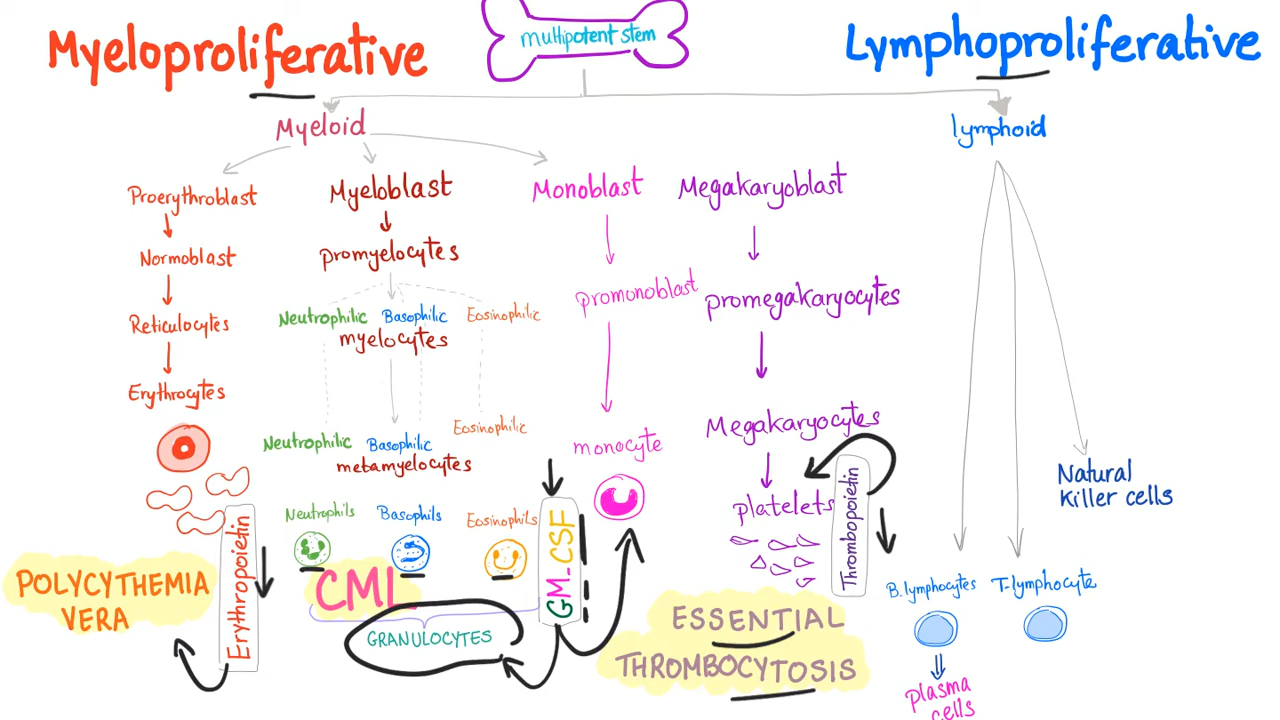 Myeloproliferative
multipotent stem
Lymphoproliferative
Myeloid
lymphoid
Proerythroblast
Normoblast
Reticulocytes
Erythrocytes
Erythropoietin
POLYCYTHEMIA
VERA
Myeloblast
promyelocytes
Neutrophilic Basophilic Eosinophilic
myelocytes
Neutrophilic Basophilic Eosinophilic
metamyelocytes
Neutrophils Basophils Eosinophils
CML
GRANULOCYTES
GM-CSF
Monoblast
promonoblast
monocyte
Megakaryoblast
promegakaryocytes
Megakaryocytes
platelets
Thrombopoietin
ESSENTIAL
THROMBOCYTOSIS
Natural
Killer cells
B.lymphocytes T-lymphocyte
plasma
cells